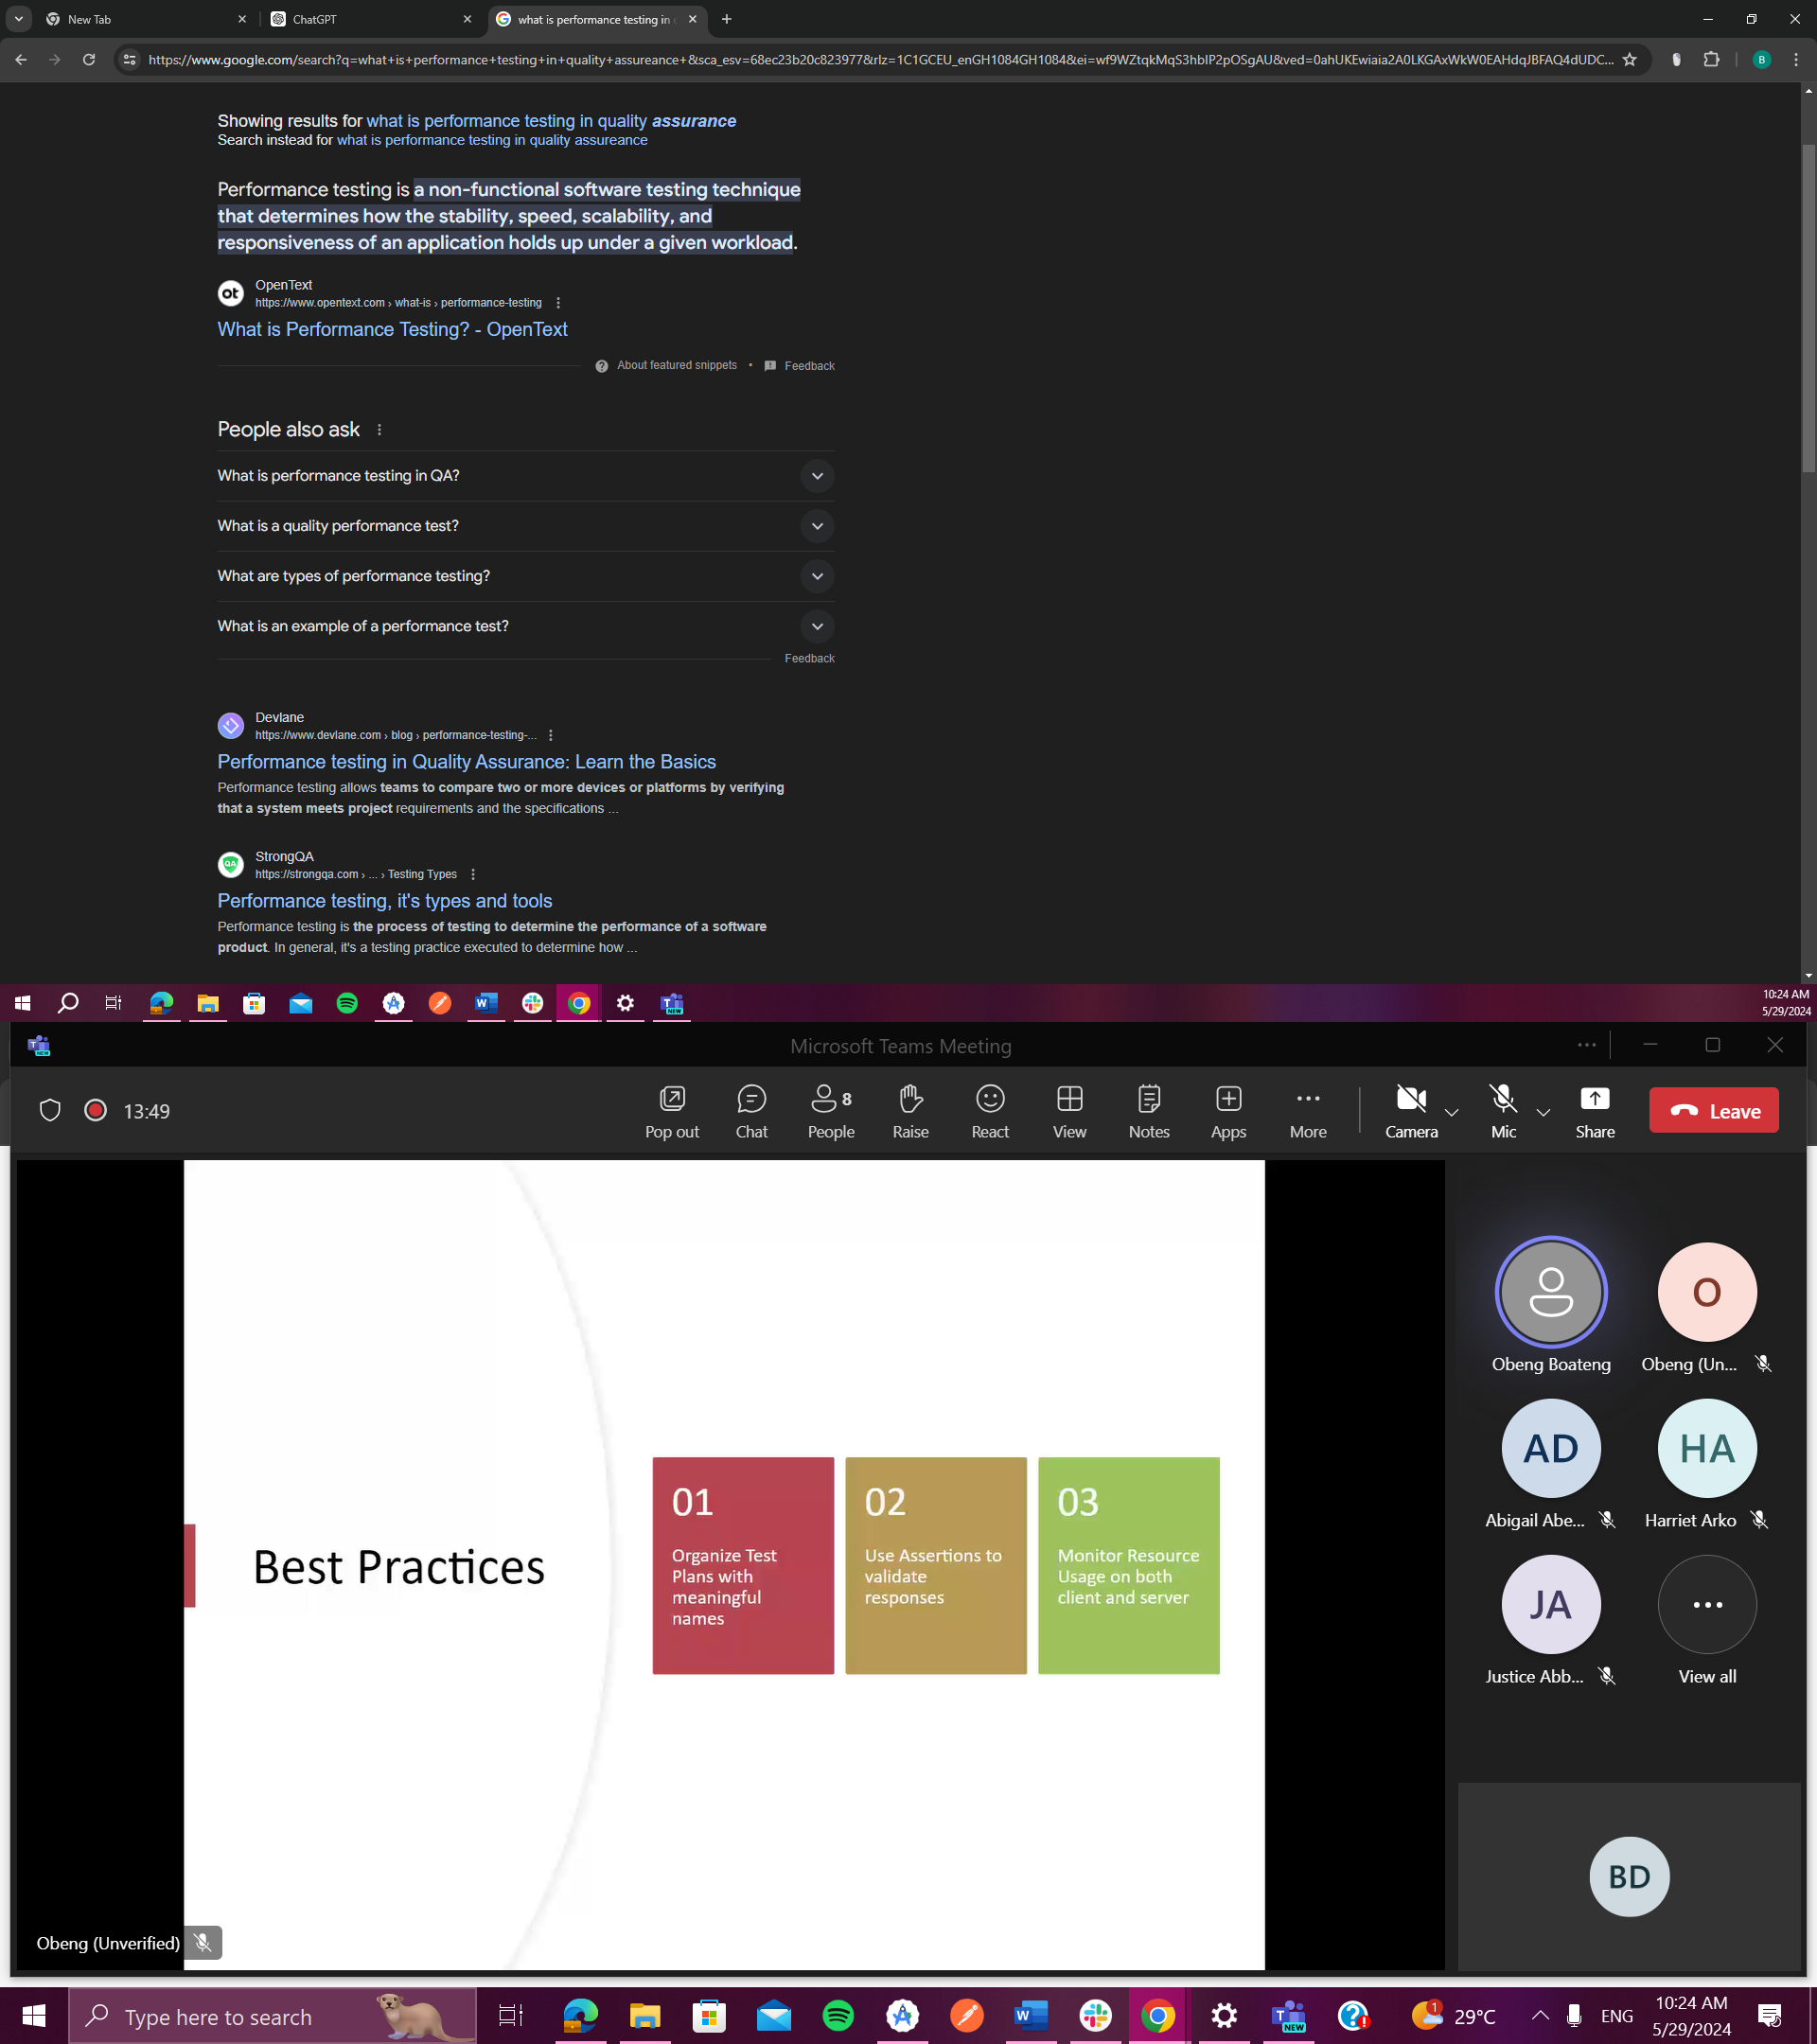 New Tab
ChatGPT
what is performance testing in
https://www.google.com/search?q=what+is+performance+testing+in+quality+assureance+&sca_esv=68ec23b20c823977&rlz=1C1GCEU_enGH1084GH1084&ei=wf9WZtqkMqS3hbIP2pOSgAU&ved=0ahUKEwiaia2A0LKGAxWkW0EAHdqJBFAQ4dUDC...
B
Showing results for what is performance testing in quality assurance
Search instead for what is performance testing in quality assureance
Performance testing is a non-functional software testing technique
that determines how the stability, speed, scalability, and
responsiveness of an application holds up under a given workload.
ot
OpenText
https://www.opentext.com › what-is › performance-testing
What is Performance Testing? - OpenText
About featured snippets • Feedback
People also ask
What is performance testing in QA?
What is a quality performance test?
What are types of performance testing?
What is an example of a performance test?
Feedback
Devlane
https://www.devlane.com › blog › performance-testing-...
Performance testing in Quality Assurance: Learn the Basics
Performance testing allows teams to compare two or more devices or platforms by verifying
that a system meets project requirements and the specifications ...
QA
StrongQA
https://strongqa.com › ... › Testing Types
Performance testing, it's types and tools
Performance testing is the process of testing to determine the performance of a software
product. In general, it's a testing practice executed to determine how ...
10:24 AM
5/29/2024
Microsoft Teams Meeting
13:49
Pop out
Chat
People 8
Raise
React
View
Notes
Apps
More
Camera
Mic
Share
Leave
Best Practices
01
Organize Test
Plans with
meaningful
names
02
Use Assertions to
validate
responses
03
Monitor Resource
Usage on both
client and server
Obeng (Unverified)
Obeng Boateng
O
Obeng (Un...
AD
Abigail Abe...
HA
Harriet Arko
JA
Justice Abb...
View all
BD
Type here to search
NEW
1
29°C
ENG
10:24 AM
5/29/2024